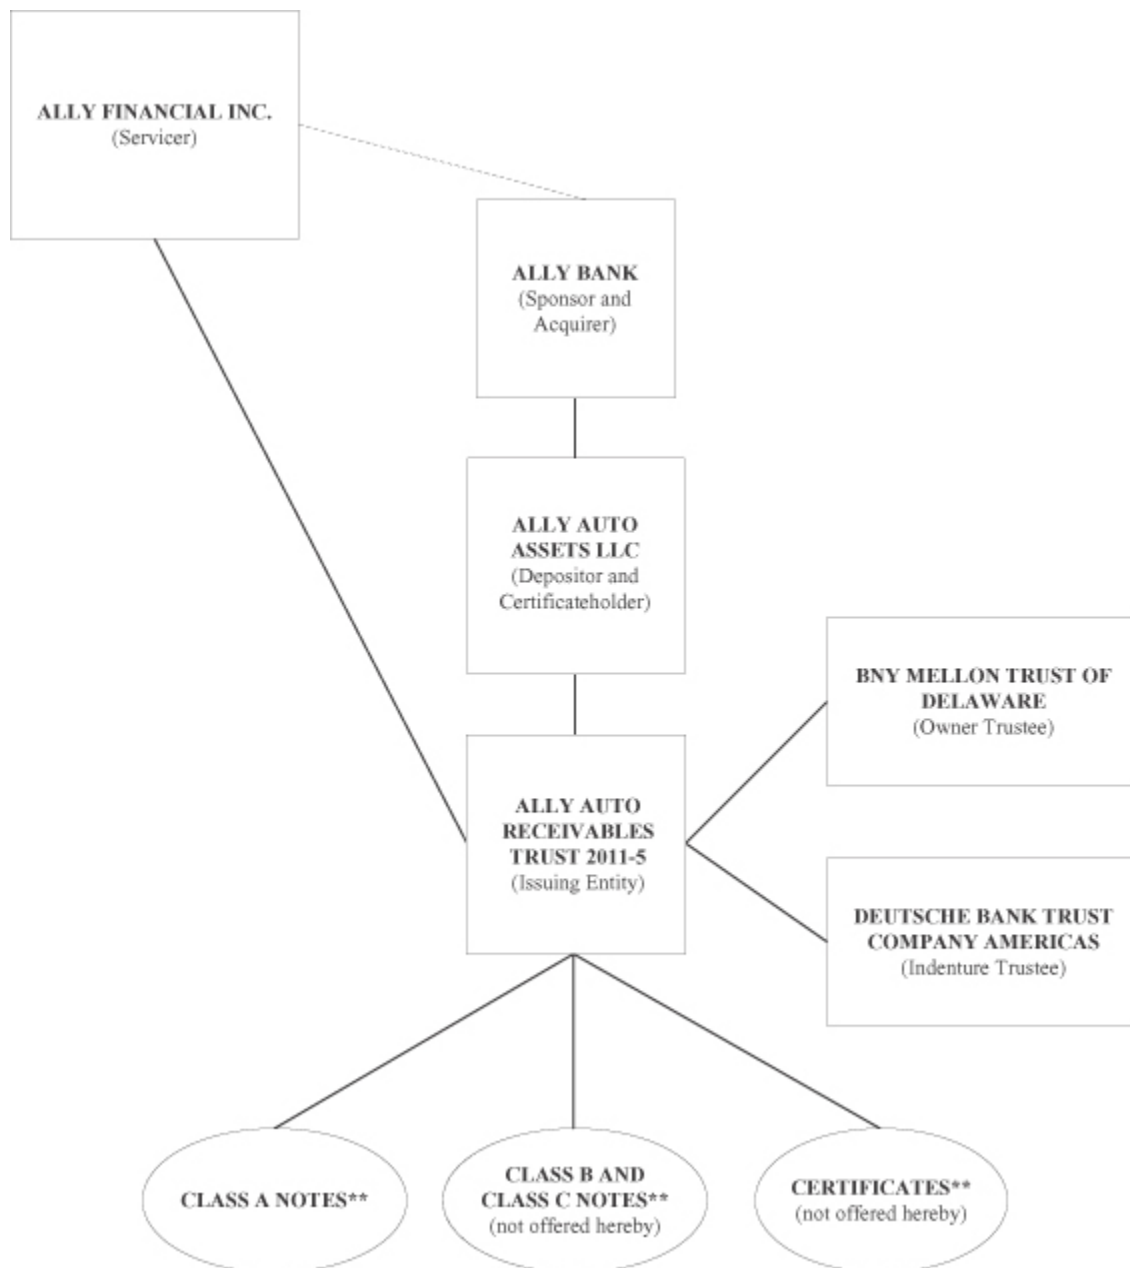 ALLY FINANCIAL INC.
(Servicer)
ALLY BANK
(Sponsor and
Acquirer)
ALLY AUTO
ASSETS LLC
(Depositor and
Certificateholder)
BNY MELLON TRUST OF
DELAWARE
(Owner Trustee)
ALLY AUTO
RECEIVABLES
TRUST 2011-5
(Issuing Entity)
DEUTSCHE BANK TRUST
COMPANY AMERICAS
(Indenture Trustee)
CLASS A NOTES**
CLASS B AND
CLASS C NOTES**
(not offered hereby)
CERTIFICATES**
(not offered hereby)